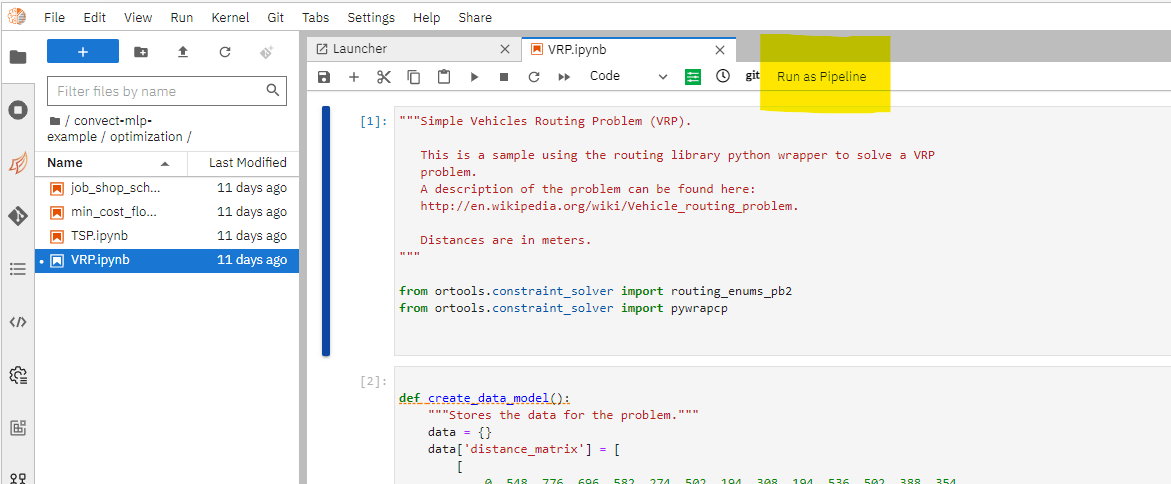 File Edit View Run Kernel Git Tabs Settings Help Share
Launcher
VRP.ipynb
Code
git
Run as Pipeline
Filter files by name
/ convect-mlp-
example / optimization /
Name Last Modified
job_shop_sch... 11 days ago
min_cost_flo... 11 days ago
TSP.ipynb 11 days ago
VRP.ipynb 11 days ago
[1]: """Simple Vehicles Routing Problem (VRP).
This is a sample using the routing library python wrapper to solve a VRP
problem.
A description of the problem can be found here:
http://en.wikipedia.org/wiki/Vehicle_routing_problem.
Distances are in meters.
"""
from ortools.constraint_solver import routing_enums_pb2
from ortools.constraint_solver import pywrapcp
[2]:
def create_data_model():
"""Stores the data for the problem."""
data = {}
data['distance_matrix'] = [
[
0, 548, 776, 696, 582, 274, 502, 194, 308, 194, 536, 502, 388, 354,